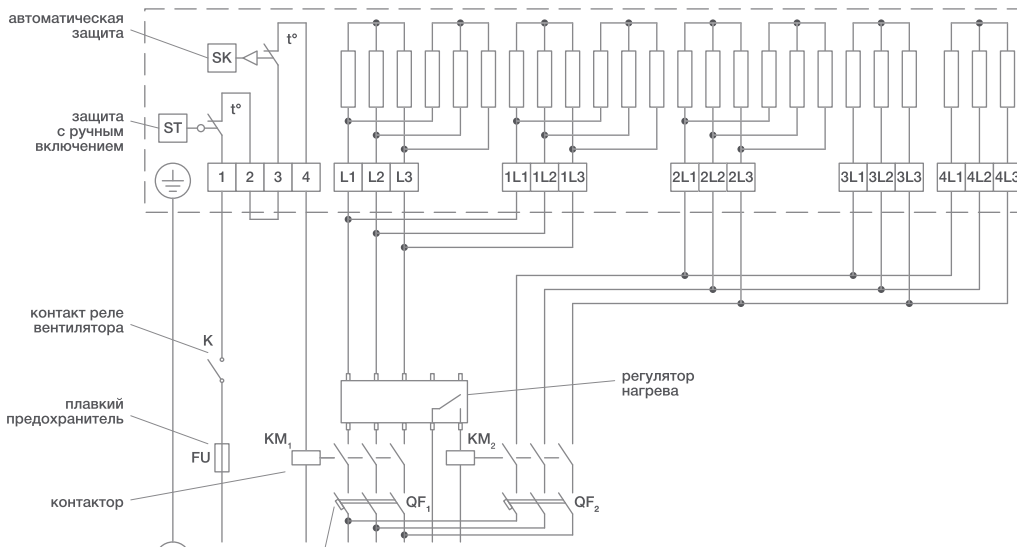 автоматическая
защита
SK
t°
защита
с ручным
включением
ST
t°
1 2 3 4
L1 L2 L3
1L1 1L2 1L3
2L1 2L2 2L3
3L1 3L2 3L3
4L1 4L2 4L3
контакт реле
вентилятора
K
регулятор
нагрева
плавкий
предохранитель
FU
KM1
KM2
контактор
QF1
QF2